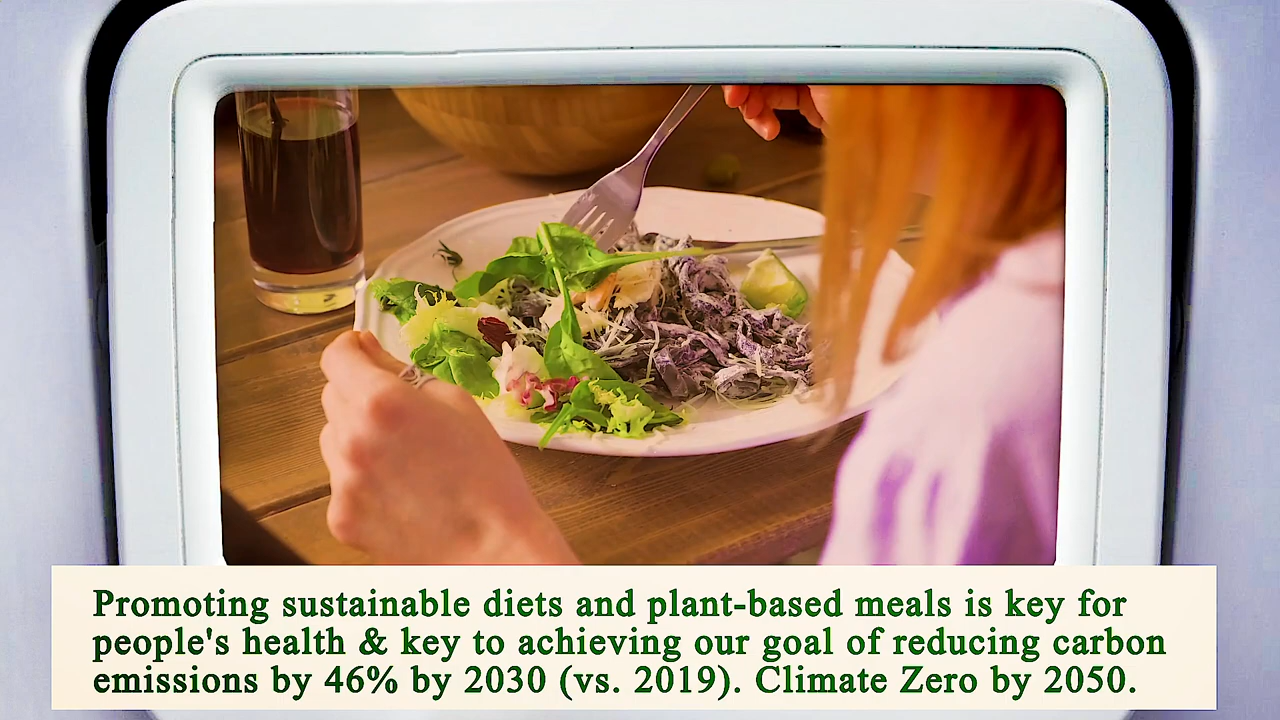 Promoting sustainable diets and plant-based meals is key for
people's health & key to achieving our goal of reducing carbon
emissions by 46% by 2030 (vs. 2019). Climate Zero by 2050.